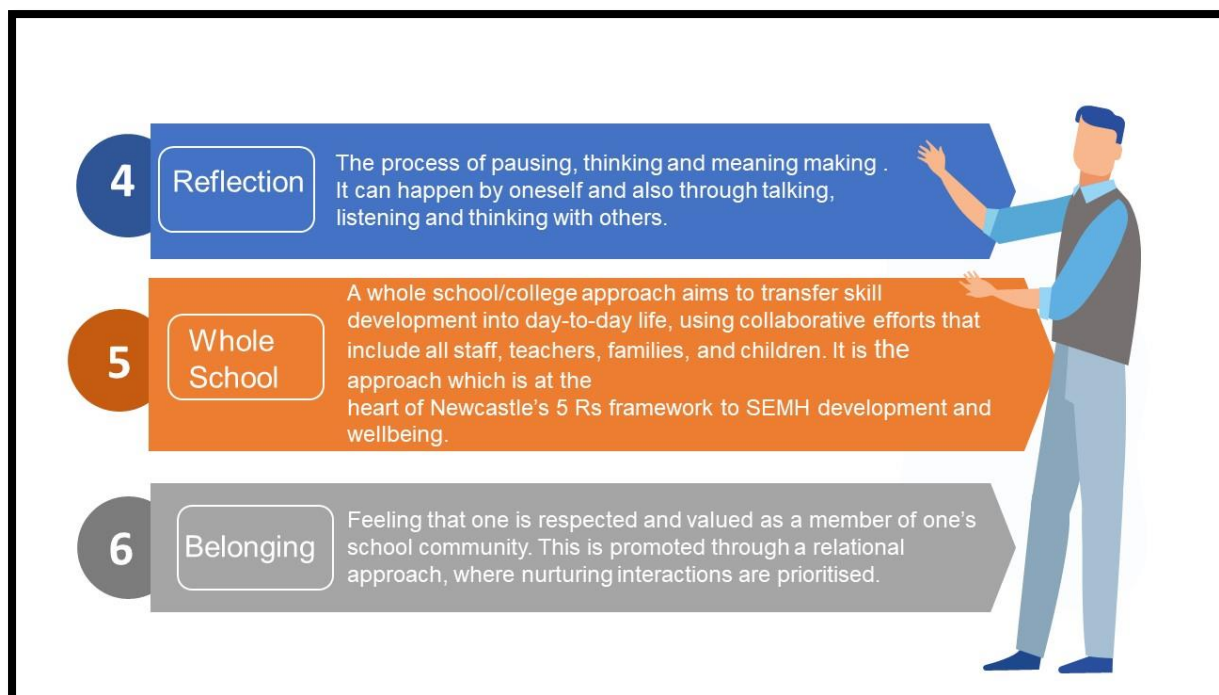 4
Reflection
The process of pausing, thinking and meaning making .
It can happen by oneself and also through talking,
listening and thinking with others.
5
Whole
School
A whole school/college approach aims to transfer skill
development into day-to-day life, using collaborative efforts that
include all staff, teachers, families, and children. It is the
approach which is at the
heart of Newcastle’s 5 Rs framework to SEMH development and
wellbeing.
6
Belonging
Feeling that one is respected and valued as a member of one’s
school community. This is promoted through a relational
approach, where nurturing interactions are prioritised.